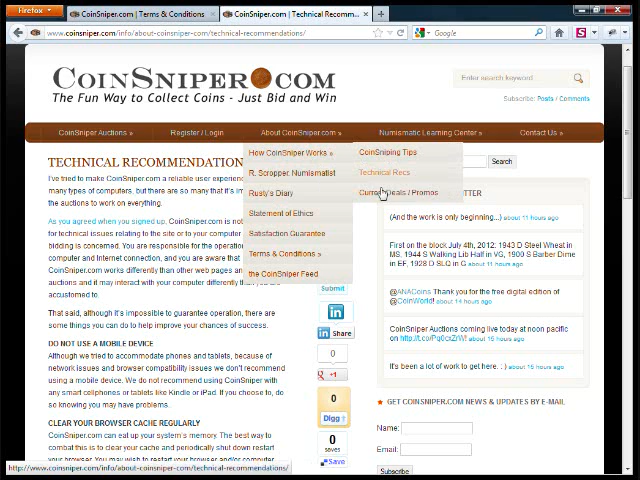 Firefox
CoinSniper.com | Terms & Conditions
CoinSniper.com | Technical Recomm...
www.coinsniper.com/info/about-coinsniper-com/technical-recommendations/
Google
COINSNIPER.COM
The Fun Way to Collect Coins - Just Bid and Win
Enter search keyword...
Subscribe: Posts / Comments
CoinSniper Auctions »
Register / Login
About CoinSniper.com »
Numismatic Learning Center »
Contact Us »
How CoinSniper Works »
R. Scropper: Numismatist
Rusty's Diary
Statement of Ethics
Satisfaction Guarantee
Terms & Conditions »
the CoinSniper Feed
CoinSniping Tips
Technical Recs
Current Deals / Promos
Search
TECHNICAL RECOMMENDATION
I've tried to make CoinSniper.com a reliable user experience
many types of computers, but there are so many that it's im
the auctions to work on everything.
As you agreed when you signed up, CoinSniper.com is not
for technical issues relating to the site or to your computer
bidding is concerned. You are responsible for the operation
computer and Internet connection, and you are aware that
CoinSniper.com works differently than other web pages an
auctions and it may interact with your computer differently
accustomed to.
That said, although it's impossible to guarantee operation, there are
some things you can do to help improve your chances of success.
DO NOT USE A MOBILE DEVICE
Although we tried to accommodate phones and tablets, because of
network issues and browser compatibility issues we don't recommend
using a mobile device. We do not recommend using CoinSniper with
any smart cellphones or tablets like Kindle or iPad. If you choose to, do
so knowing you may have problems.
CLEAR YOUR BROWSER CACHE REGULARLY
CoinSniper.com can eat up your system's memory. The best way to
combat this is to clear your cache and periodically shut down and restart
your browser. You may wish to restart your browser and/or computer
http://www.coinsniper.com/info/about-coinsniper-com/technical-recommendations/
Submit
in
in Share
0
g +1
0
Digg
0
saves
Save
TTER
(And the work is only beginning...) about 11 hours ago
First on the block July 4th, 2012: 1943 D Steel Wheat in
MS, 1944 S Walking Lib Half in VG, 1900 S Barber Dime
in EF, 1928 D SLQ in G about 11 hours ago
@ANACoins Thank you for the free digital edition of
@CoinWorld! about 14 hours ago
CoinSniper Auctions coming live today at noon pacific
on about 15 hours ago
It's been a lot of work to get here. : ) about 15 hours ago
GET COINSNIPER.COM NEWS & UPDATES BY E-MAIL
Name:
Email:
Subscribe